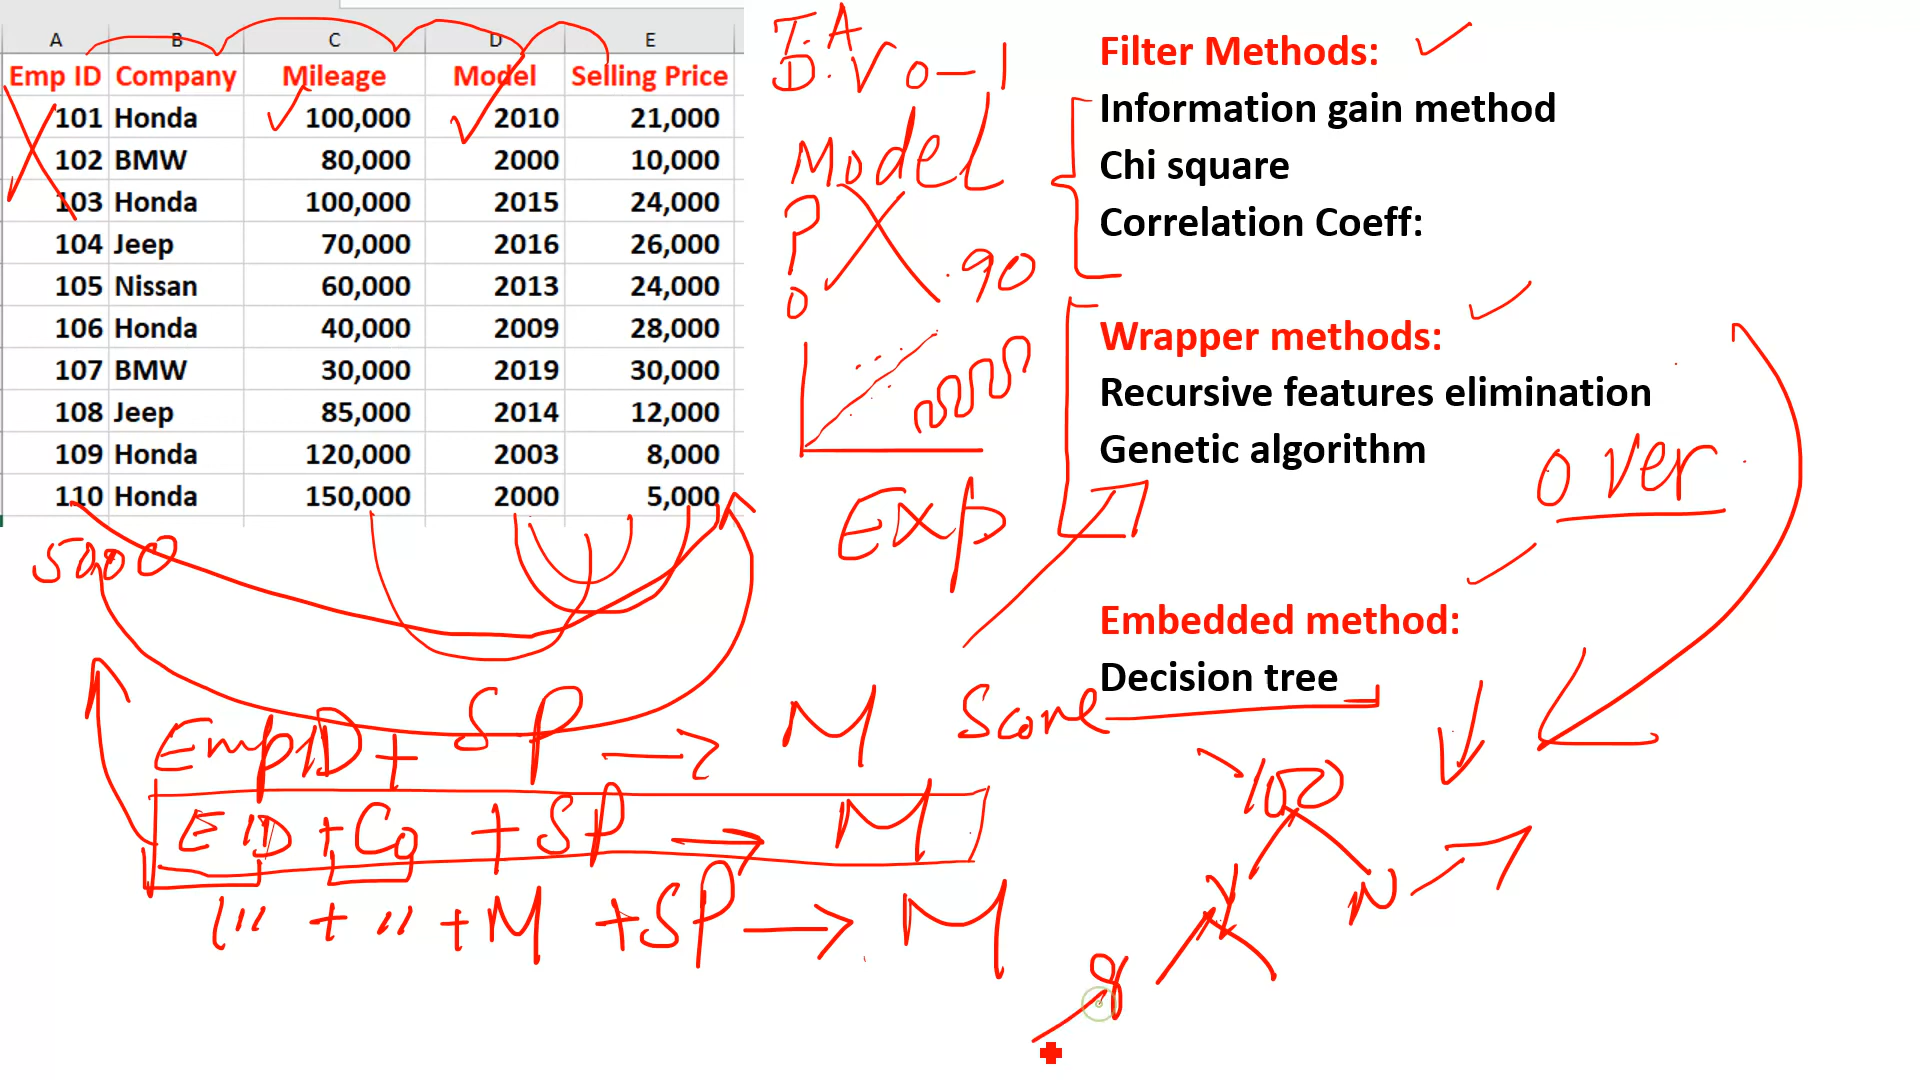 A B C D E
Emp ID Company Mileage Model Selling Price
101 Honda 100,000 2010 21,000
102 BMW 80,000 2000 10,000
103 Honda 100,000 2015 24,000
104 Jeep 70,000 2016 26,000
105 Nissan 60,000 2013 24,000
106 Honda 40,000 2009 28,000
107 BMW 30,000 2019 30,000
108 Jeep 85,000 2014 12,000
109 Honda 120,000 2003 8,000
110 Honda 150,000 2000 5,000
5000
EmpID + SP → M
EID + Co + SP → M
" + " + M + SP → M
T.A
D.V 0-1
Model
P
0
.90
Exp
Score
Filter Methods:
Information gain method
Chi square
Correlation Coeff:
Wrapper methods:
Recursive features elimination
Genetic algorithm
over
Embedded method:
Decision tree
100
Y N
8